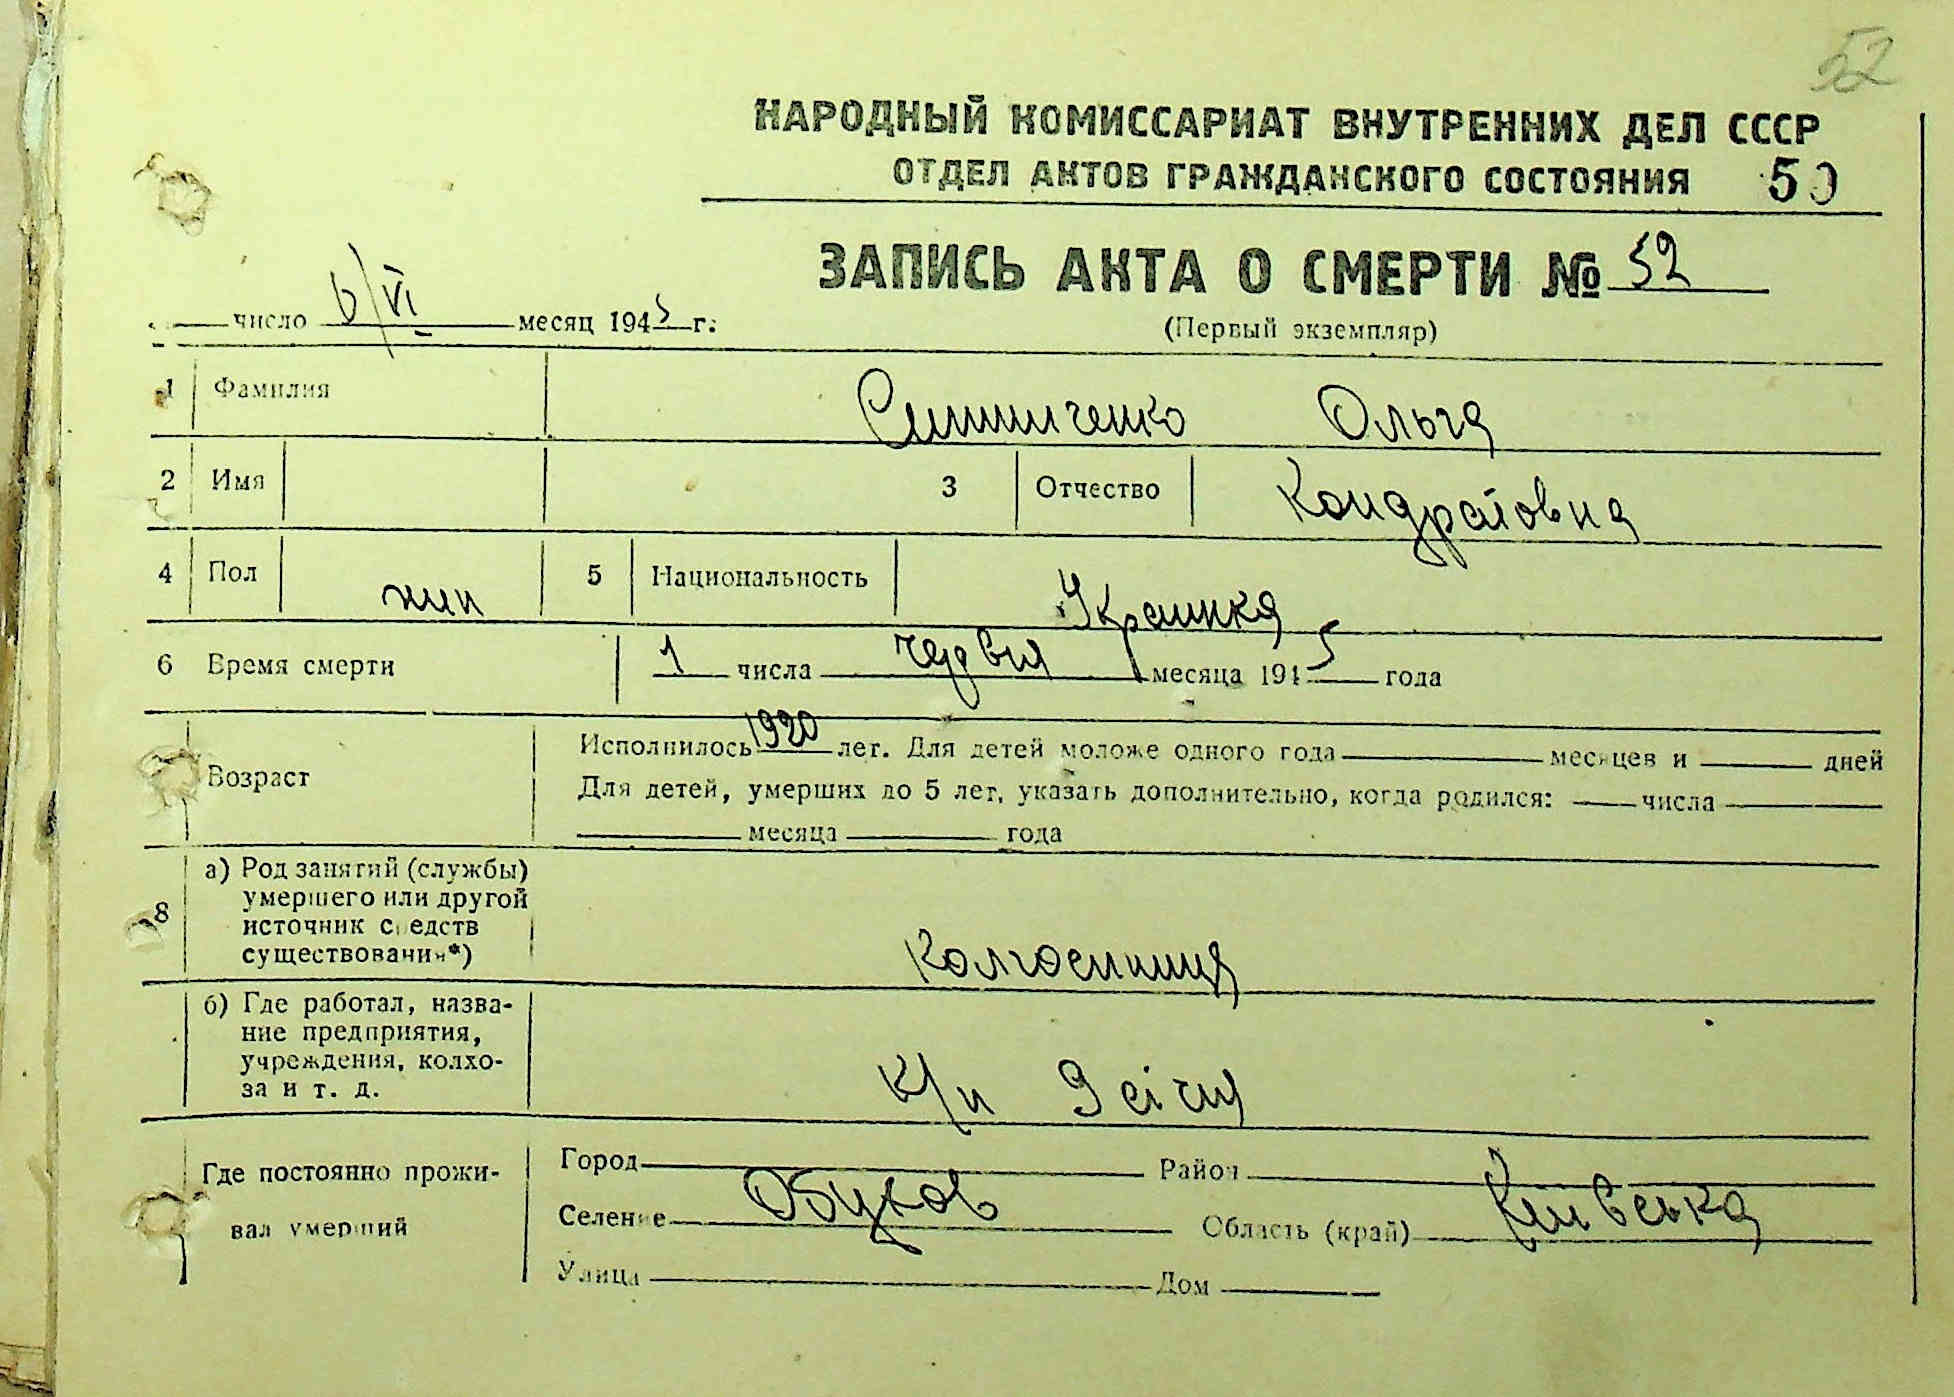 52
НАРОДНЫЙ КОМИССАРИАТ ВНУТРЕННИХ ДЕЛ СССР
ОТДЕЛ АКТОВ ГРАЖДАНСКОГО СОСТОЯНИЯ 50
ЗАПИСЬ АКТА О СМЕРТИ № 52
число 6/VI месяц 1945 г.
(Первый экземпляр)
1 Фамилия Ольга
2 Имя 3 Отчество Кондратовна
4 Пол жін 5 Национальность Украинка
6 Время смерти 1 числа червня месяца 1945 года
Возраст Исполнилось 1920 лет. Для детей моложе одного года месяцев и дней
Для детей, умерших до 5 лет, указать дополнительно, когда родился: числа
месяца года
8 а) Род занятий (службы)
умершего или другой
источник средств
существования*) Колгоспниця
б) Где работал, назва-
ние предприятия,
учреждения, колхо-
за и т. д. 9 січня
Где постоянно прожи-
вал умерший
Город Район
Селение Обухов Область (край) Київська
Улица Дом